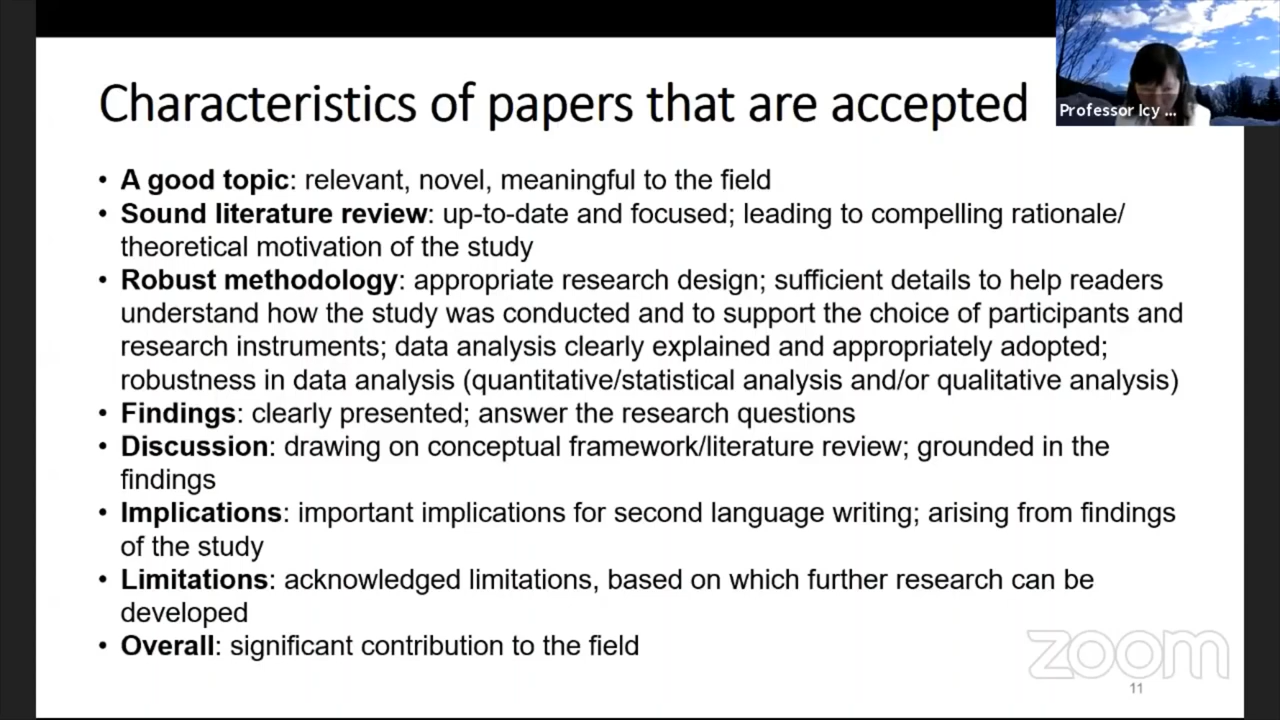 Characteristics of papers that are accepted
Professor Icy ...
• A good topic: relevant, novel, meaningful to the field
• Sound literature review: up-to-date and focused; leading to compelling rationale/
theoretical motivation of the study
• Robust methodology: appropriate research design; sufficient details to help readers
understand how the study was conducted and to support the choice of participants and
research instruments; data analysis clearly explained and appropriately adopted;
robustness in data analysis (quantitative/statistical analysis and/or qualitative analysis)
• Findings: clearly presented; answer the research questions
• Discussion: drawing on conceptual framework/literature review; grounded in the
findings
• Implications: important implications for second language writing; arising from findings
of the study
• Limitations: acknowledged limitations, based on which further research can be
developed
• Overall: significant contribution to the field
zoom
11